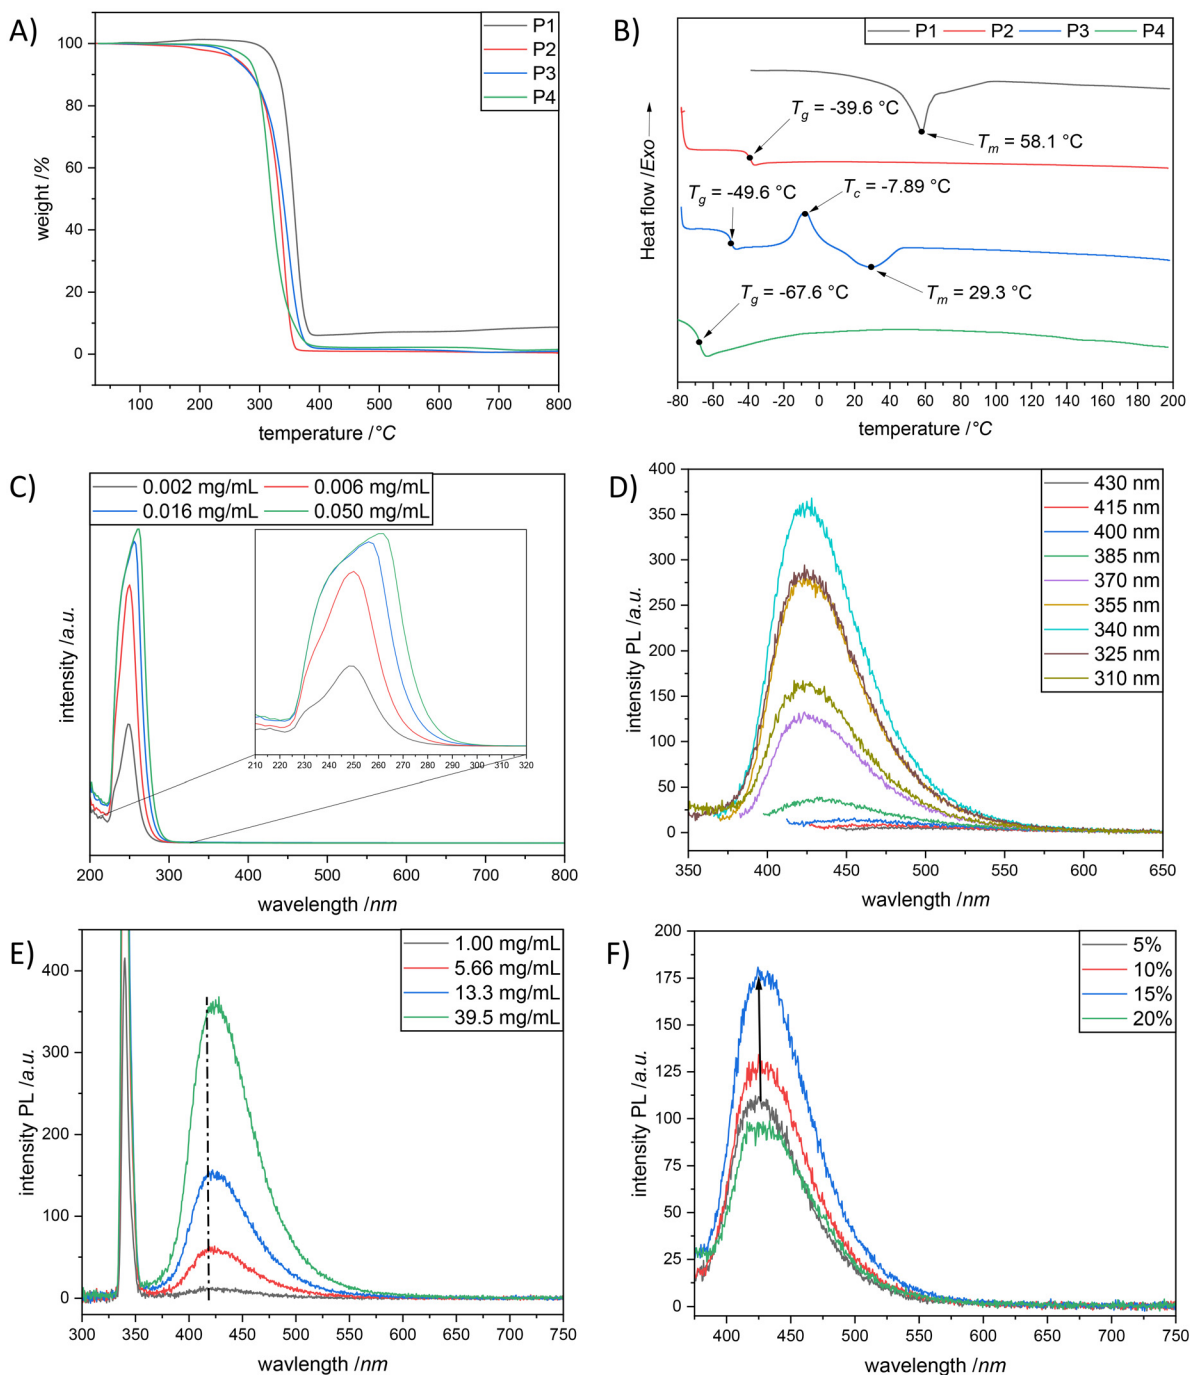 A)
P1
P2
P3
P4
100
80
60
40
20
0
weight /%
100 200 300 400 500 600 700 800
temperature /°C
B)
P1 P2 P3 P4
Tg = -39.6 °C
Tm = 58.1 °C
Tg = -49.6 °C
Tc = -7.89 °C
Tm = 29.3 °C
Tg = -67.6 °C
Heat flow /Exo
-80 -60 -40 -20 0 20 40 60 80 100 120 140 160 180 200
temperature /°C
C)
0.002 mg/mL 0.006 mg/mL
0.016 mg/mL 0.050 mg/mL
210 220 230 240 250 260 270 280 290 300 310 320
intensity /a.u.
200 300 400 500 600 700 800
wavelength /nm
D)
430 nm
415 nm
400 nm
385 nm
370 nm
355 nm
340 nm
325 nm
310 nm
400
350
300
250
200
150
100
50
0
intensity PL /a.u.
350 400 450 500 550 600 650
wavelength /nm
E)
1.00 mg/mL
5.66 mg/mL
13.3 mg/mL
39.5 mg/mL
400
300
200
150
100
50
0
intensity PL /a.u.
300 350 400 450 500 550 600 650 700 750
wavelength /nm
F)
5%
10%
15%
20%
200
175
150
125
100
75
50
25
0
intensity PL /a.u.
400 450 500 550 600 650 700 750
wavelength /nm